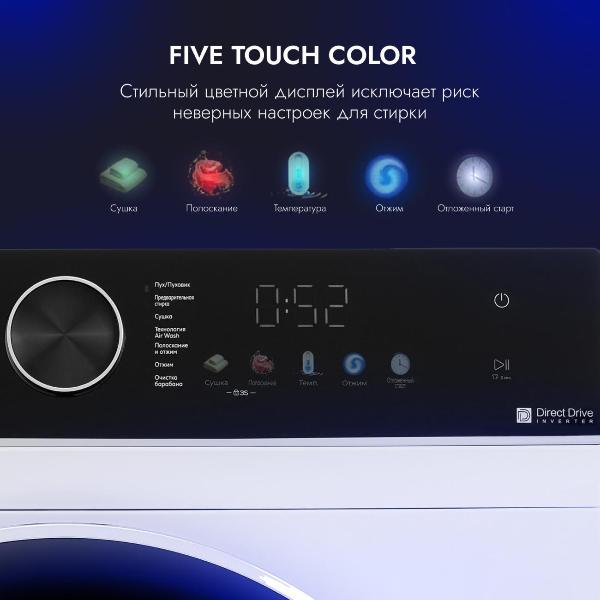 FIVE TOUCH COLOR
Стильный цветной дисплей исключает риск
неверных настроек для стирки
Сушка
Полоскание
Температура
Отжим
Отложенный старт
Пух/Пуховик
Предварительная
стирка
Сушка
Технология
Air Wash
Полоскание
и отжим
Отжим
Очистка
барабана
0:52
Сушка
Полоскание
Темп.
Отжим
Отложенный
старт
3S
Direct Drive
INVERTER